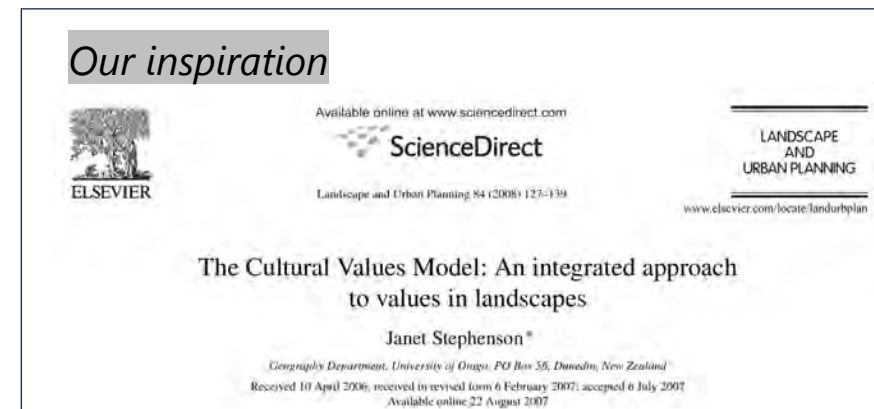 Our inspiration
ELSEVIER
Available online at www.sciencedirect.com
ScienceDirect
Landscape and Urban Planning 84 (2008) 127–139
LANDSCAPE
AND
URBAN PLANNING
www.elsevier.com/locate/landurbplan
The Cultural Values Model: An integrated approach
to values in landscapes
Janet Stephenson*
Geography Department, University of Otago, PO Box 56, Dunedin, New Zealand
Received 10 April 2006; received in revised form 6 February 2007; accepted 6 July 2007
Available online 22 August 2007